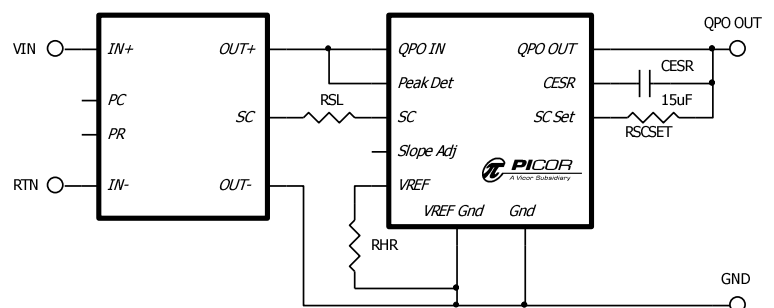 QPO OUT
VIN
IN+
OUT+
QPO IN
QPO OUT
Peak Det
CESR
CESR
PC
RSL
15uF
SC
SC
SC Set
PR
RSCSET
Slope Adj
PICOR
A Vicor Subsidiary
RTN
IN-
OUT-
VREF
VREF Gnd
Gnd
RHR
GND